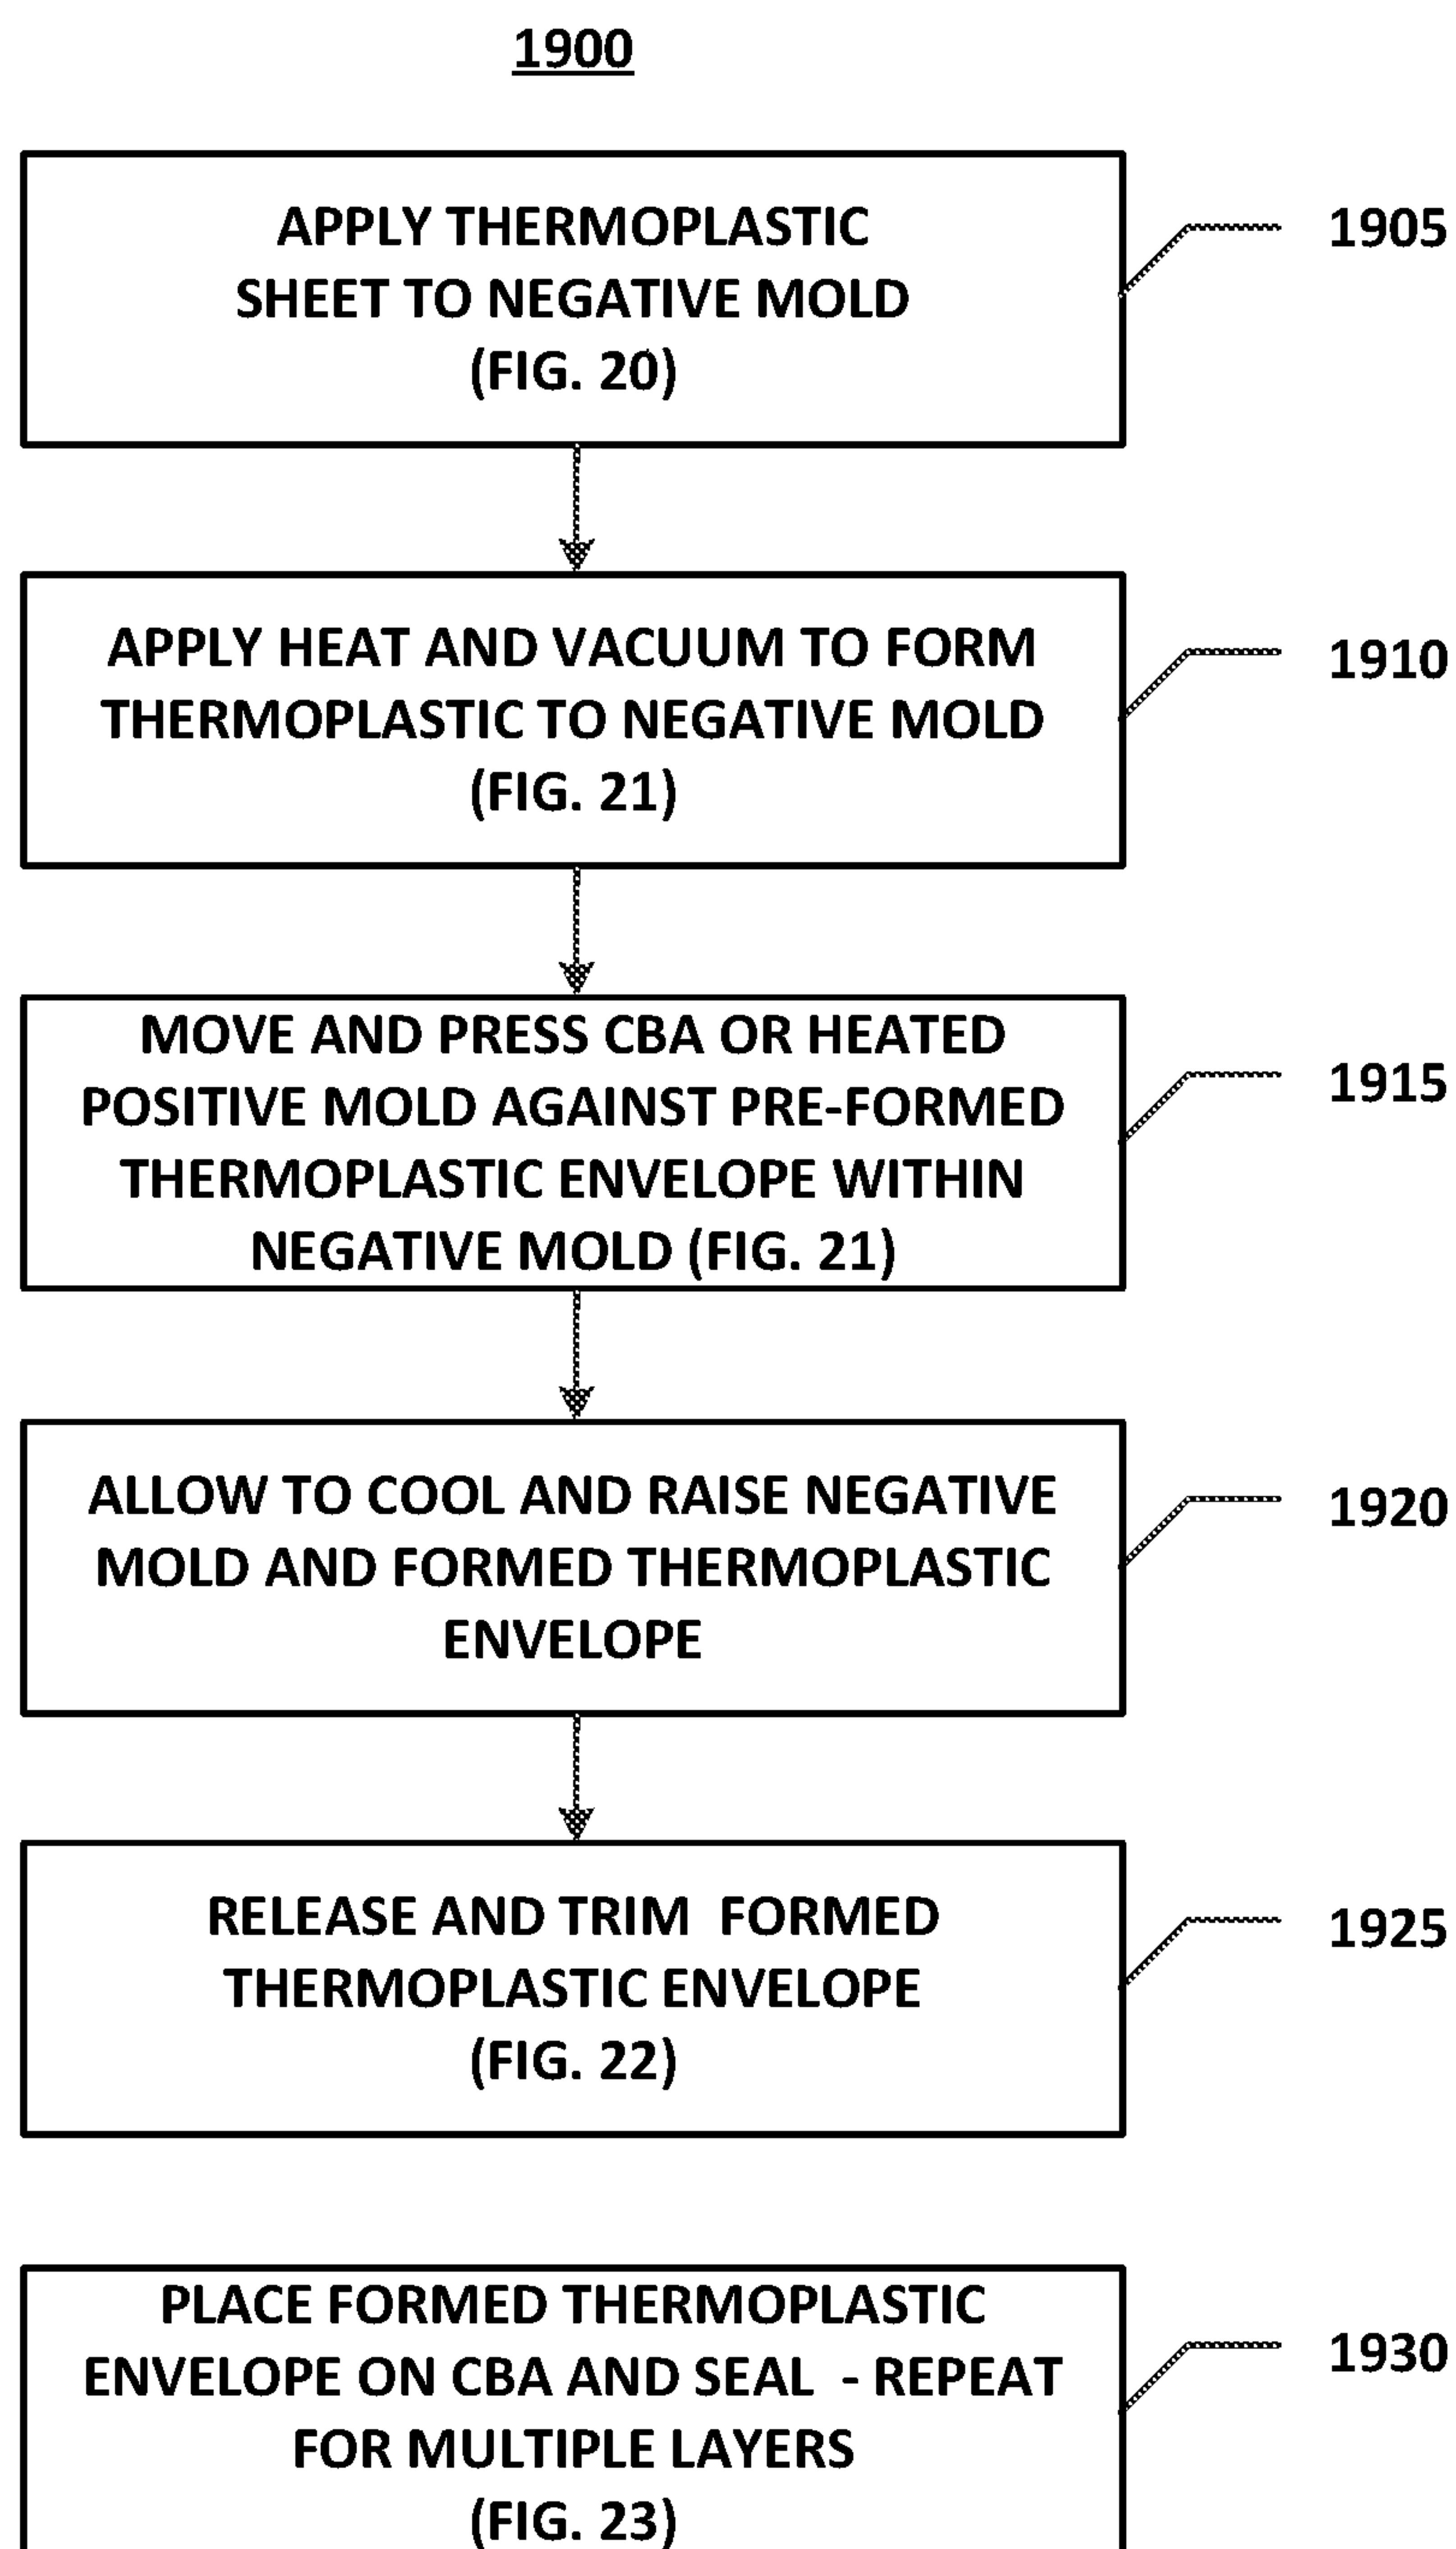 1900
APPLY THERMOPLASTIC
SHEET TO NEGATIVE MOLD
(FIG. 20)
1905
APPLY HEAT AND VACUUM TO FORM
THERMOPLASTIC TO NEGATIVE MOLD
(FIG. 21)
1910
MOVE AND PRESS CBA OR HEATED
POSITIVE MOLD AGAINST PRE-FORMED
THERMOPLASTIC ENVELOPE WITHIN
NEGATIVE MOLD (FIG. 21)
1915
ALLOW TO COOL AND RAISE NEGATIVE
MOLD AND FORMED THERMOPLASTIC
ENVELOPE
1920
RELEASE AND TRIM  FORMED
THERMOPLASTIC ENVELOPE
(FIG. 22)
1925
PLACE FORMED THERMOPLASTIC
ENVELOPE ON CBA AND SEAL  - REPEAT
FOR MULTIPLE LAYERS
(FIG. 23)
1930